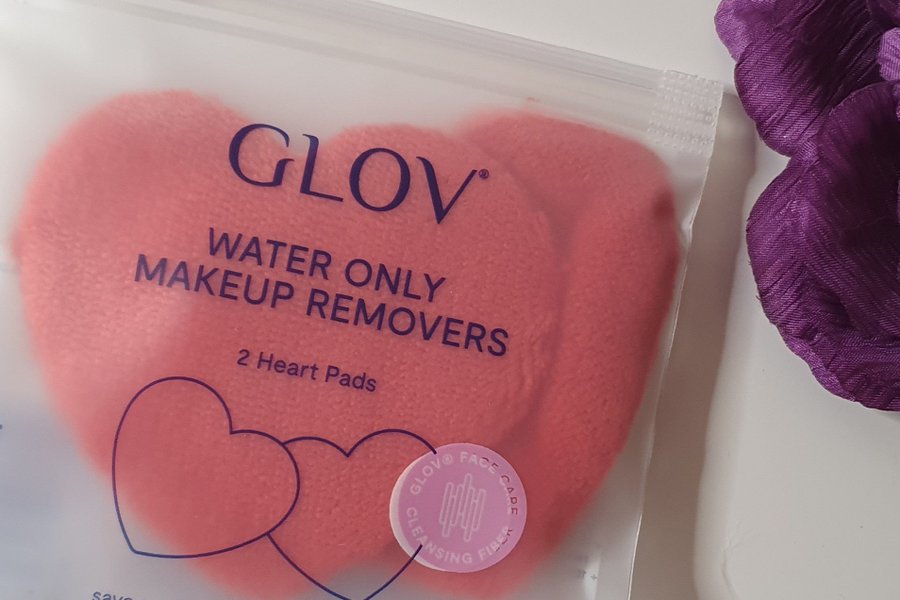 GLOV®
WATER ONLY
MAKEUP REMOVERS
2 Heart Pads
GLOV® FACE CARE
CLEANSING FIBER